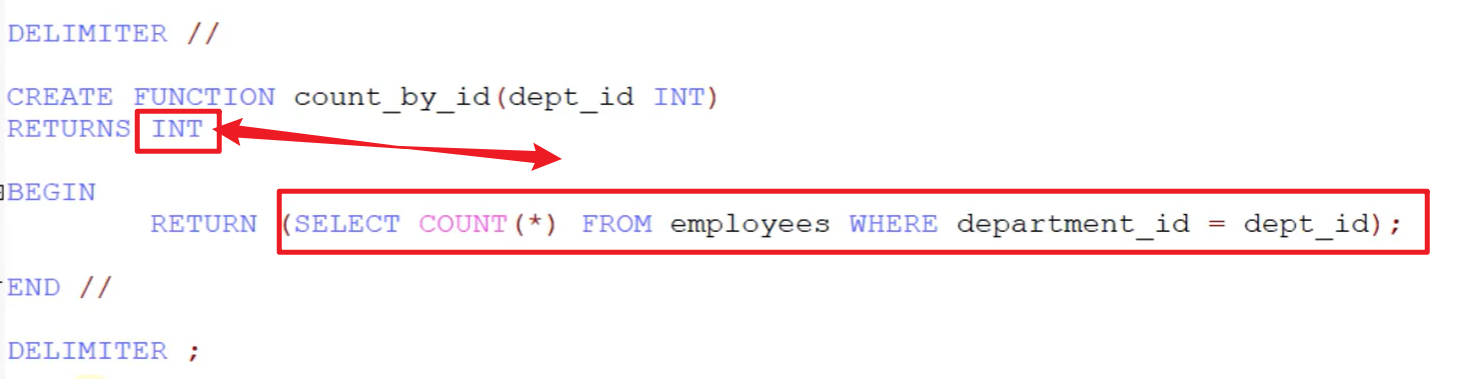 DELIMITER //
CREATE FUNCTION count_by_id(dept_id INT)
RETURNS INT
BEGIN
RETURN (SELECT COUNT(*) FROM employees WHERE department_id = dept_id);
END //
DELIMITER ;